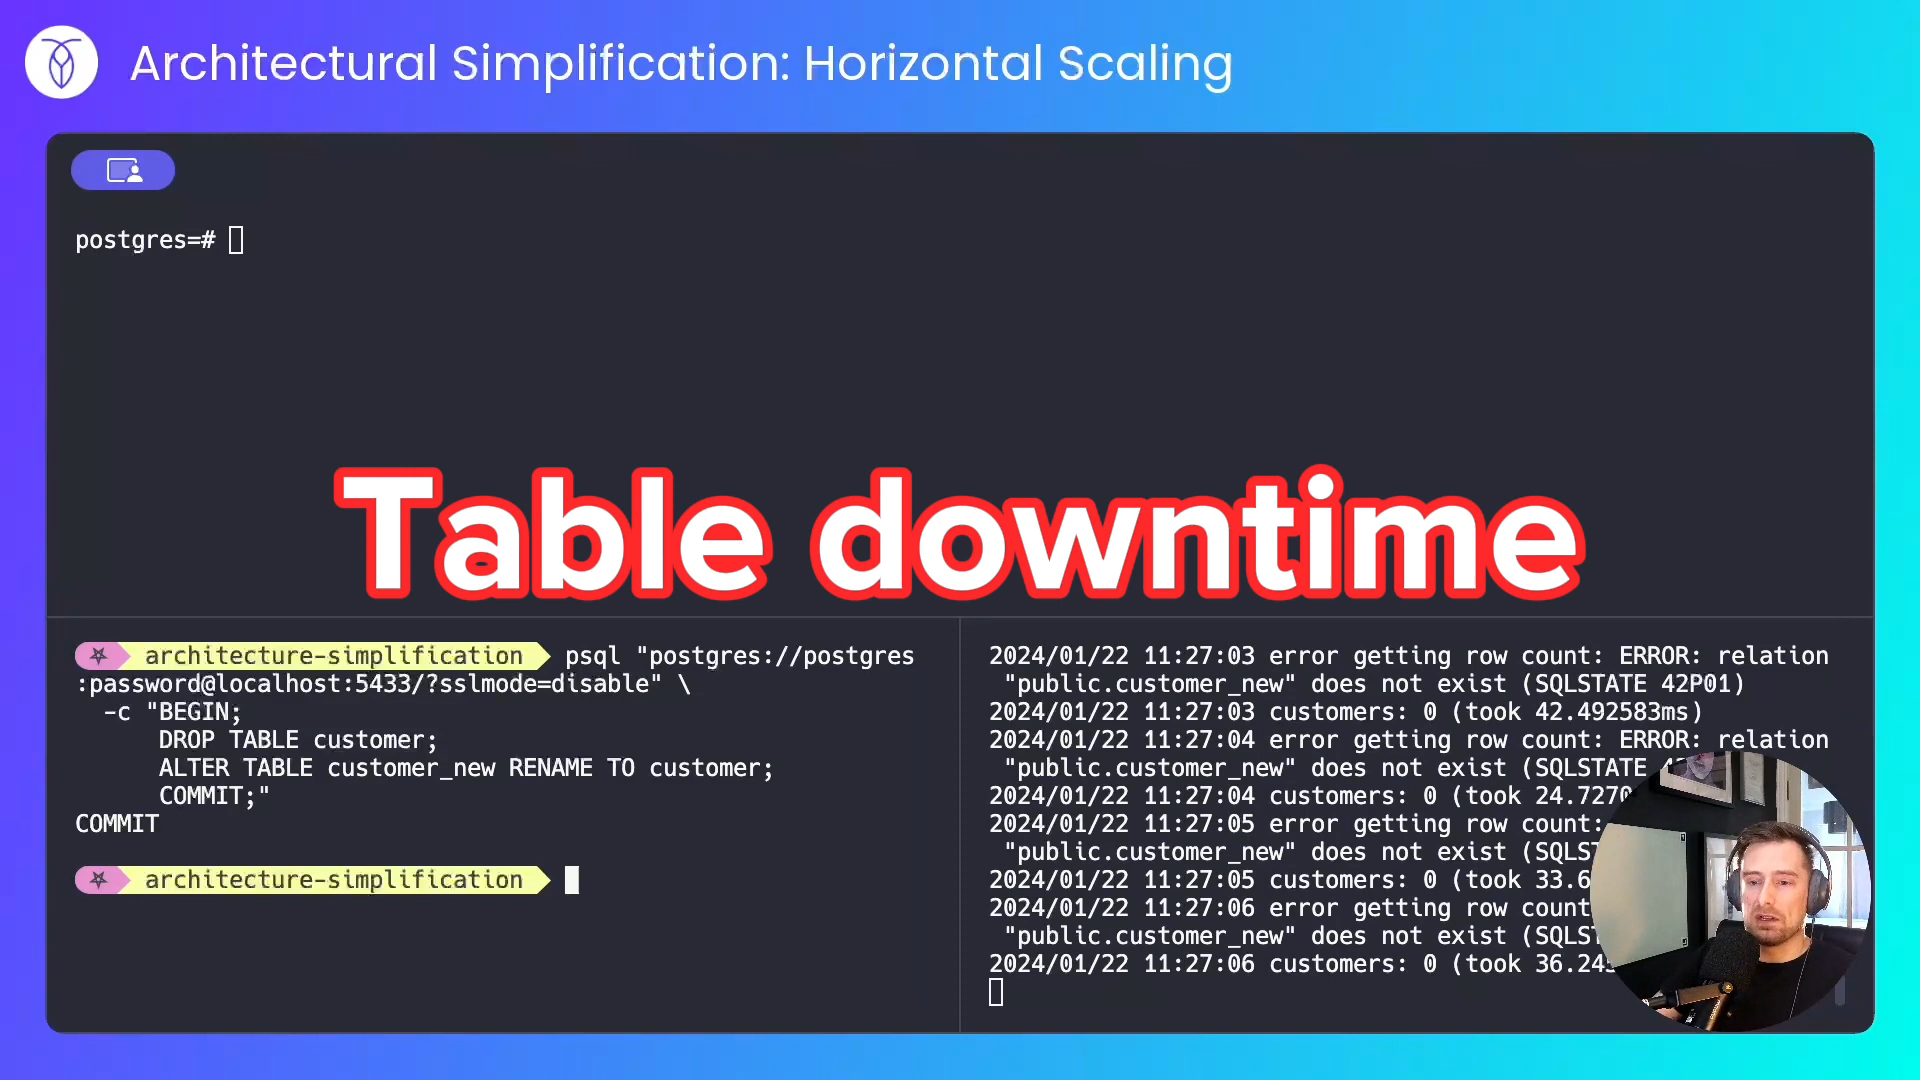 Architectural Simplification: Horizontal Scaling
postgres=#
Table downtime
architecture-simplification psql "postgres://postgres
:password@localhost:5433/?sslmode=disable" \
-c "BEGIN;
DROP TABLE customer;
ALTER TABLE customer_new RENAME TO customer;
COMMIT;"
COMMIT
architecture-simplification
2024/01/22 11:27:03 error getting row count: ERROR: relation
"public.customer_new" does not exist (SQLSTATE 42P01)
2024/01/22 11:27:03 customers: 0 (took 42.492583ms)
2024/01/22 11:27:04 error getting row count: ERROR: relation
"public.customer_new" does not exist (SQLSTATE
2024/01/22 11:27:04 customers: 0 (took
2024/01/22 11:27:05 error getting row count:
"public.customer_new" does not exist
2024/01/22 11:27:05 customers: 0 (took
2024/01/22 11:27:06 error getting row count
"public.customer_new" does not exist
2024/01/22 11:27:06 customers: 0 (took